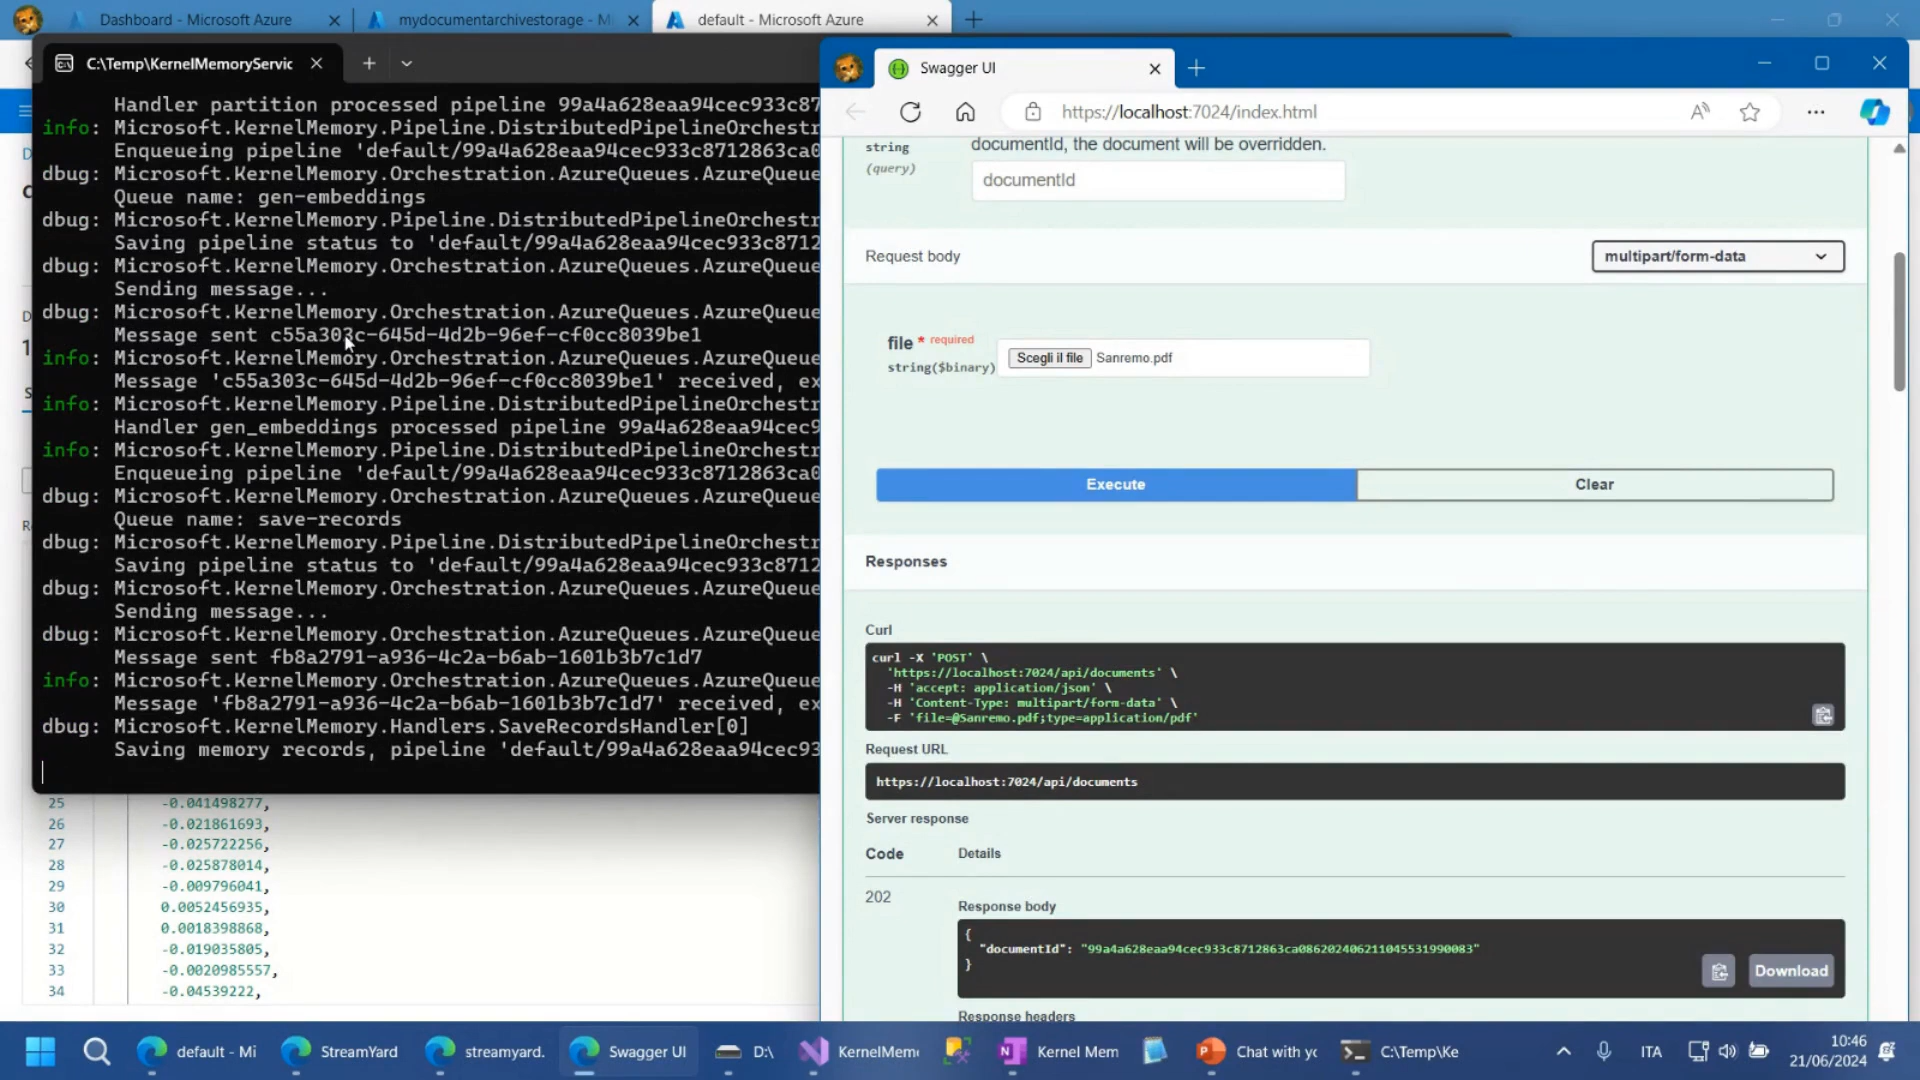 Dashboard - Microsoft Azure
mydocumentarchivestorage - Mi
default - Microsoft Azure
C:\Temp\KernelMemoryServic
Handler partition processed pipeline 99a4a628eaa94cec933c87
info: Microsoft.KernelMemory.Pipeline.DistributedPipelineOrchestr
Enqueueing pipeline 'default/99a4a628eaa94cec933c8712863ca0
dbug: Microsoft.KernelMemory.Orchestration.AzureQueues.AzureQueue
Queue name: gen-embeddings
dbug: Microsoft.KernelMemory.Pipeline.DistributedPipelineOrchestr
Saving pipeline status to 'default/99a4a628eaa94cec933c8712
dbug: Microsoft.KernelMemory.Orchestration.AzureQueues.AzureQueue
Sending message...
dbug: Microsoft.KernelMemory.Orchestration.AzureQueues.AzureQueue
Message sent c55a303c-645d-4d2b-96ef-cf0cc8039be1
info: Microsoft.KernelMemory.Orchestration.AzureQueues.AzureQueue
Message 'c55a303c-645d-4d2b-96ef-cf0cc8039be1' received, ex
info: Microsoft.KernelMemory.Pipeline.DistributedPipelineOrchestr
Handler gen_embeddings processed pipeline 99a4a628eaa94cec9
info: Microsoft.KernelMemory.Pipeline.DistributedPipelineOrchestr
Enqueueing pipeline 'default/99a4a628eaa94cec933c8712863ca0
dbug: Microsoft.KernelMemory.Orchestration.AzureQueues.AzureQueue
Queue name: save-records
dbug: Microsoft.KernelMemory.Pipeline.DistributedPipelineOrchestr
Saving pipeline status to 'default/99a4a628eaa94cec933c8712
dbug: Microsoft.KernelMemory.Orchestration.AzureQueues.AzureQueue
Sending message...
dbug: Microsoft.KernelMemory.Orchestration.AzureQueues.AzureQueue
Message sent fb8a2791-a936-4c2a-b6ab-1601b3b7c1d7
info: Microsoft.KernelMemory.Orchestration.AzureQueues.AzureQueue
Message 'fb8a2791-a936-4c2a-b6ab-1601b3b7c1d7' received, ex
dbug: Microsoft.KernelMemory.Handlers.SaveRecordsHandler[0]
Saving memory records, pipeline 'default/99a4a628eaa94cec93
25 -0.041498277,
26 -0.021861693,
27 -0.025722256,
28 -0.025878014,
29 -0.009796041,
30 0.0052456935,
31 0.0018398868,
32 -0.019035805,
33 -0.0020985557,
34 -0.04539222,
Swagger UI
https://localhost:7024/index.html
string
(query)
documentId, the document will be overridden.
documentId
Request body
multipart/form-data
file * required
string($binary)
Scegli il file Sanremo.pdf
Execute
Clear
Responses
Curl
curl -X 'POST' \
'https://localhost:7024/api/documents' \
-H 'accept: application/json' \
-H 'Content-Type: multipart/form-data' \
-F 'file=@Sanremo.pdf;type=application/pdf'
Request URL
https://localhost:7024/api/documents
Server response
Code Details
202
Response body
{
"documentId": "99a4a628eaa94cec933c8712863ca086202406211045531990083"
}
Download
Response headers
default - Mi
StreamYard
streamyard.
Swagger UI
D:\
KernelMem
Kernel Mem
Chat with yo
C:\Temp\Ke
ITA
10:46
21/06/2024